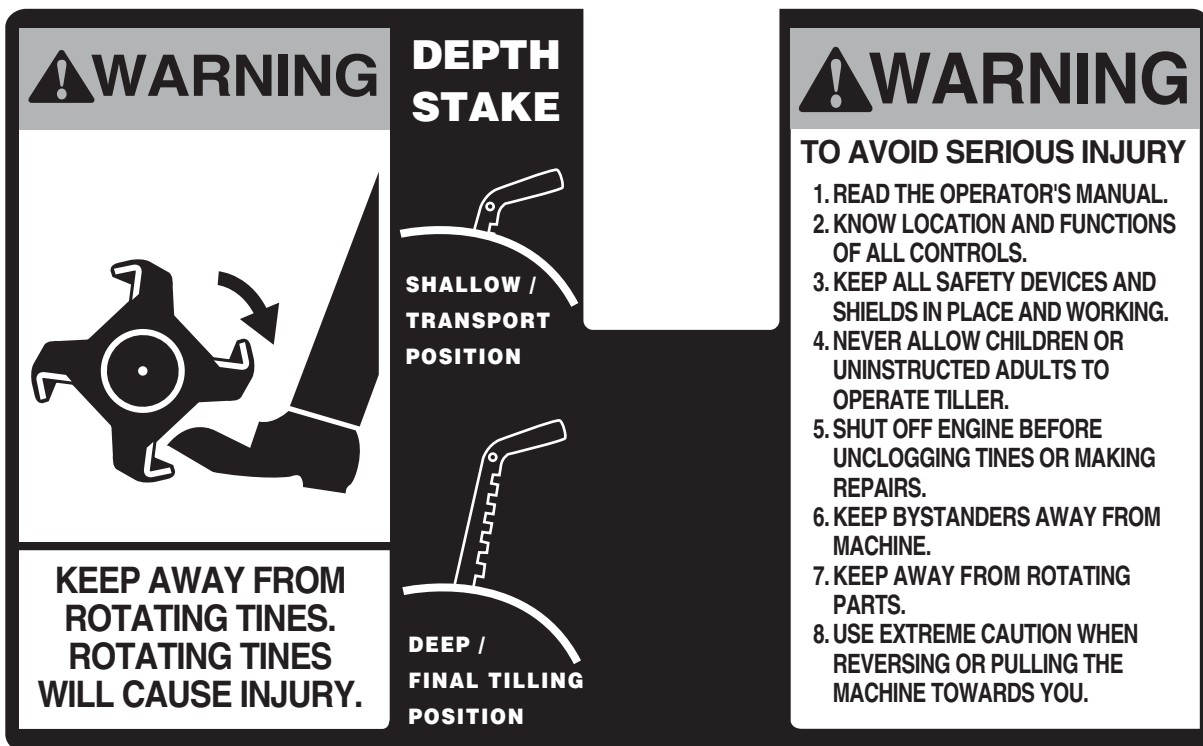 WARNING
KEEP AWAY FROM
ROTATING TINES.
ROTATING TINES
WILL CAUSE INJURY.
DEPTH
STAKE
SHALLOW /
TRANSPORT
POSITION
DEEP /
FINAL TILLING
POSITION
WARNING
TO AVOID SERIOUS INJURY
1. READ THE OPERATOR'S MANUAL.
2. KNOW LOCATION AND FUNCTIONS
OF ALL CONTROLS.
3. KEEP ALL SAFETY DEVICES AND
SHIELDS IN PLACE AND WORKING.
4. NEVER ALLOW CHILDREN OR
UNINSTRUCTED ADULTS TO
OPERATE TILLER.
5. SHUT OFF ENGINE BEFORE
UNCLOGGING TINES OR MAKING
REPAIRS.
6. KEEP BYSTANDERS AWAY FROM
MACHINE.
7. KEEP AWAY FROM ROTATING
PARTS.
8. USE EXTREME CAUTION WHEN
REVERSING OR PULLING THE
MACHINE TOWARDS YOU.